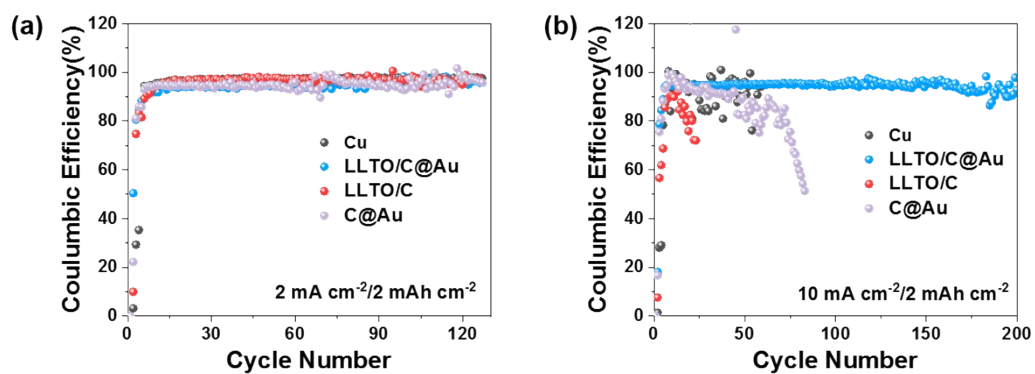 (a)
Coulumbic Efficiency(%)
120
100
80
60
40
20
0
Cu
LLTO/C@Au
LLTO/C
C@Au
2 mA cm⁻²/2 mAh cm⁻²
0 30 60 90 120
Cycle Number
(b)
Coulumbic Efficiency(%)
120
100
80
60
40
20
0
Cu
LLTO/C@Au
LLTO/C
C@Au
10 mA cm⁻²/2 mAh cm⁻²
0 50 100 150 200
Cycle Number